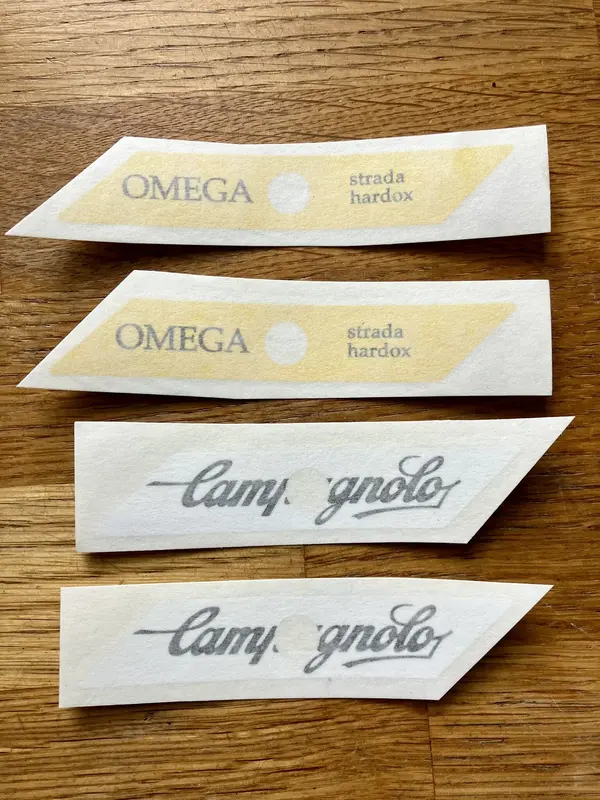 OMEGA
strada
hardox
OMEGA
strada
hardox
Campagnolo
Campagnolo